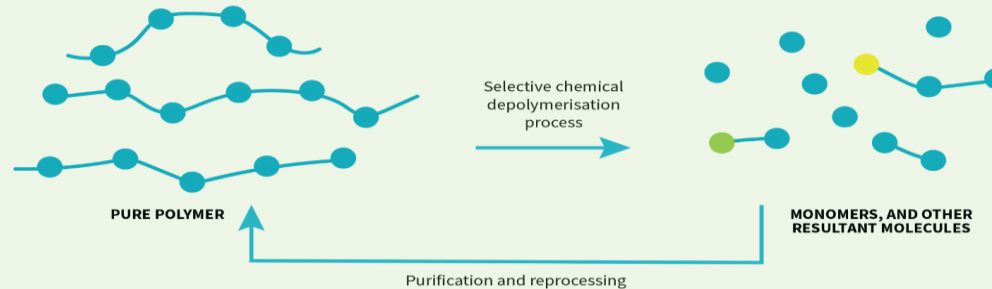 Selective chemical
depolymerisation
process
PURE POLYMER
MONOMERS, AND OTHER
RESULTANT MOLECULES
Purification and reprocessing